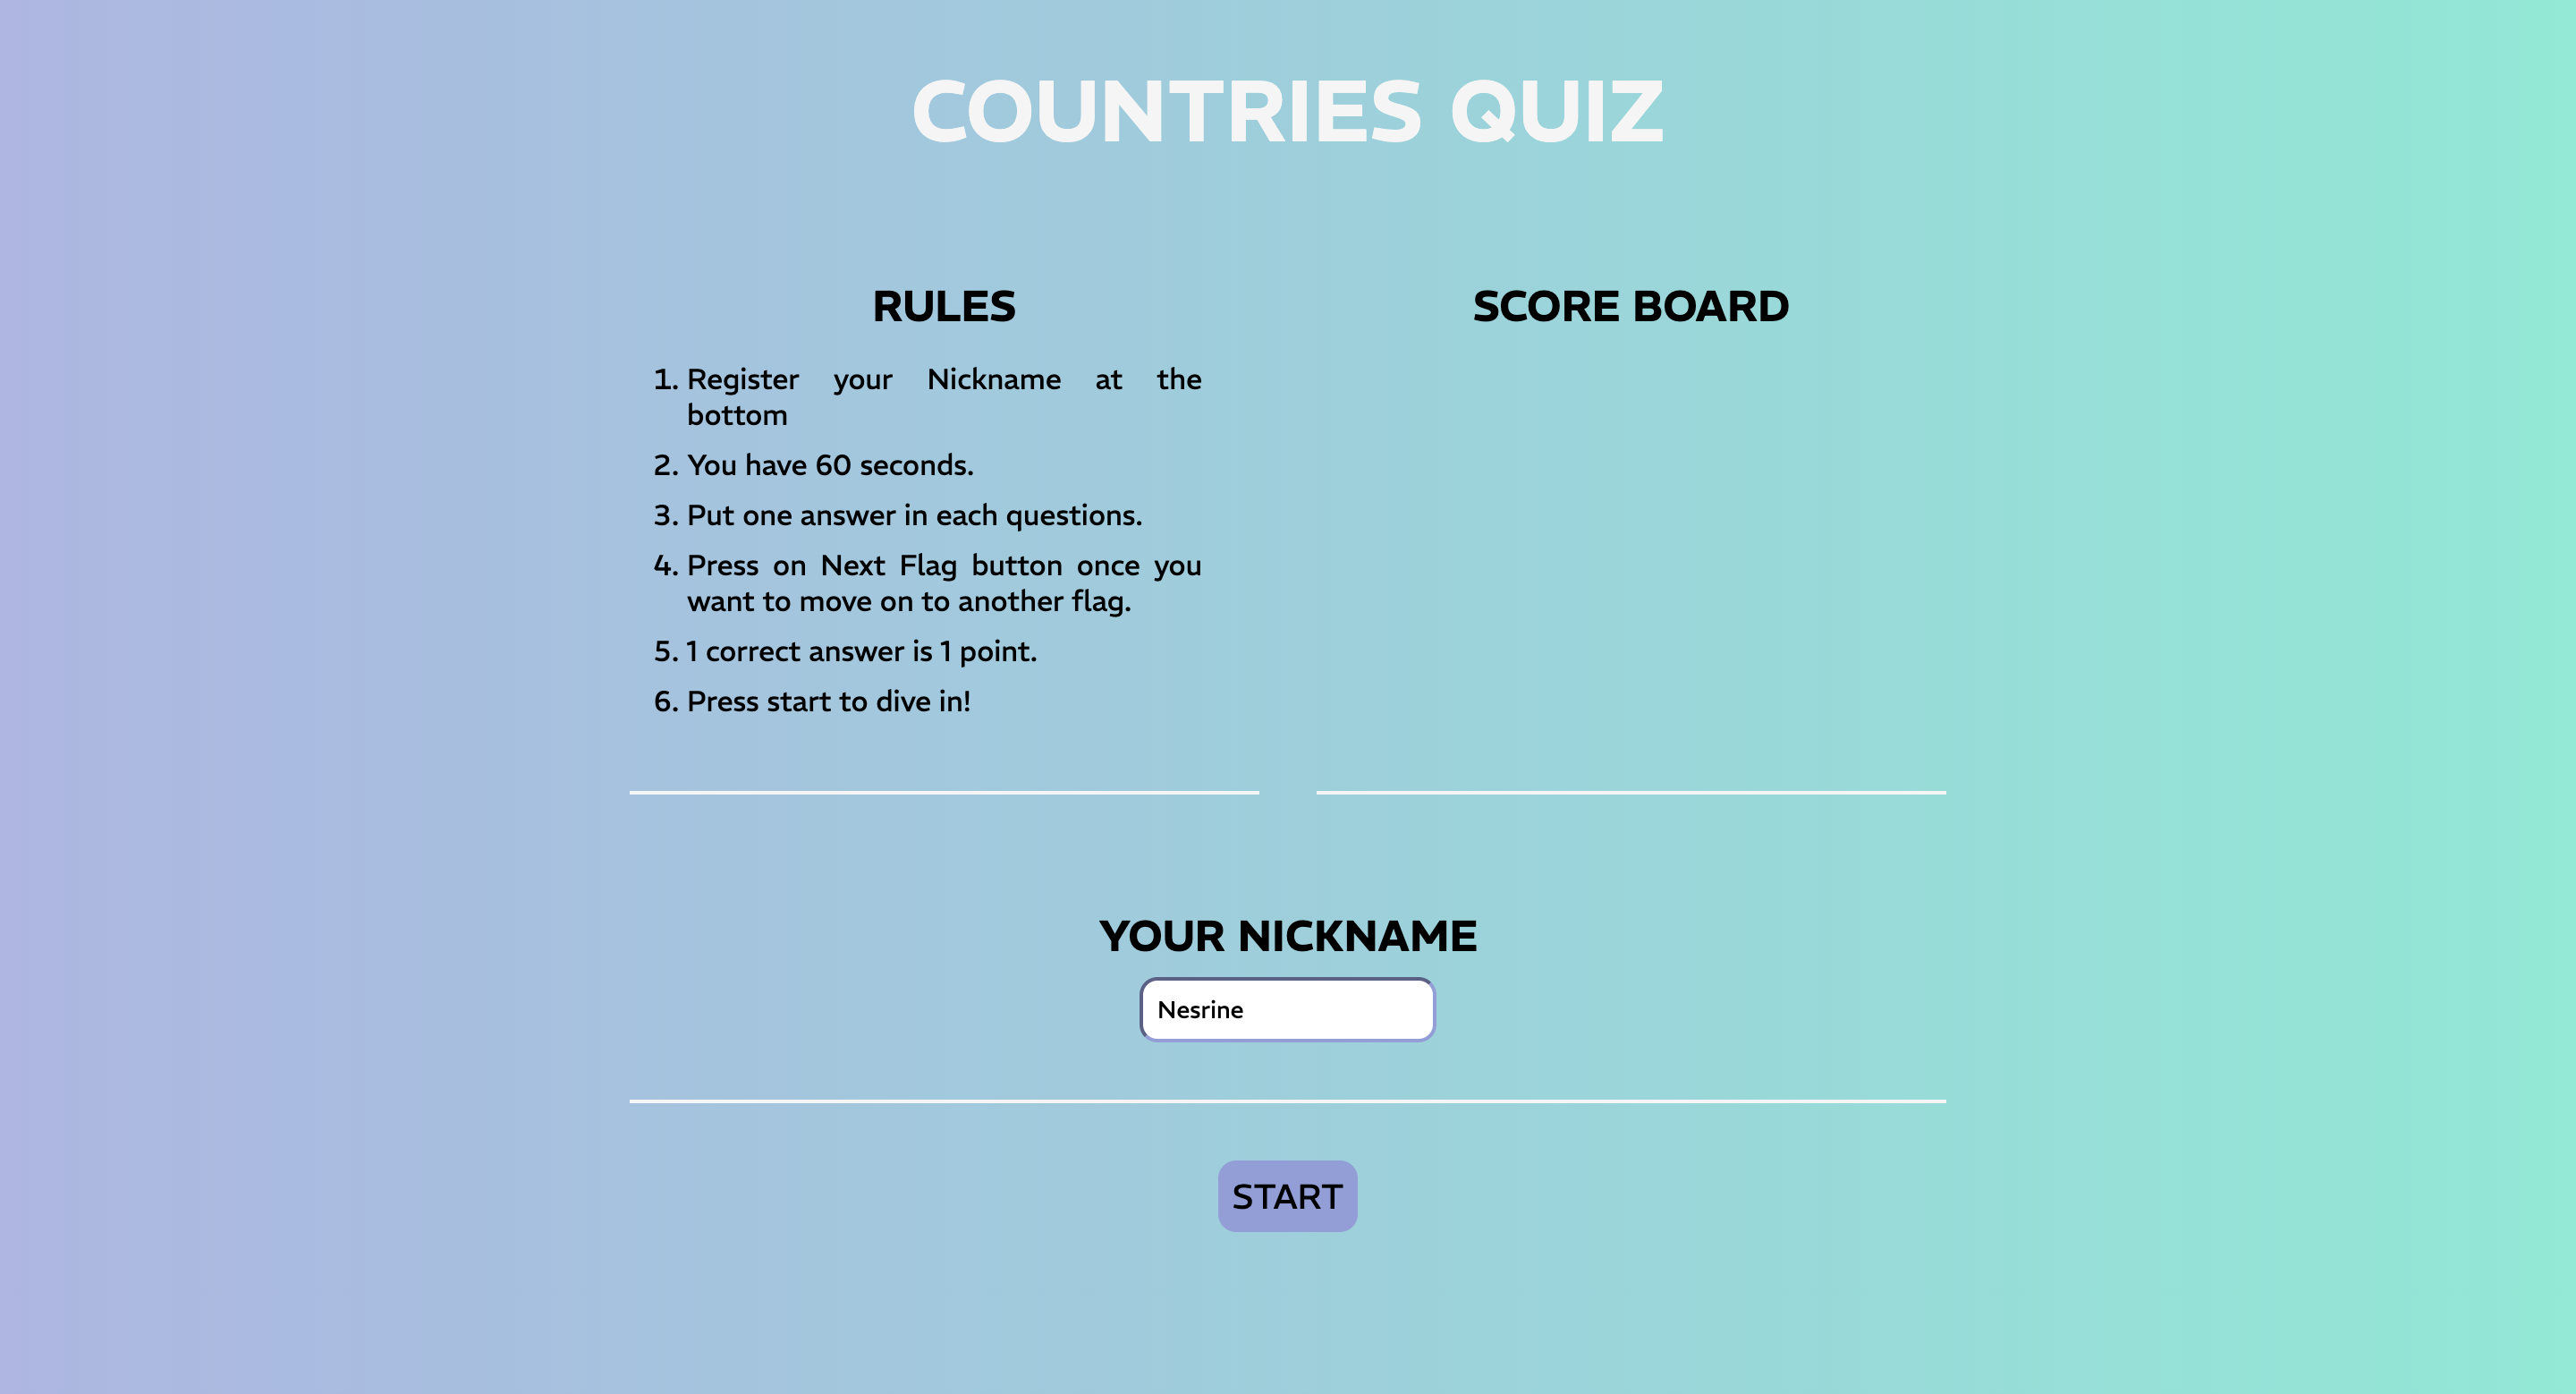 COUNTRIES QUIZ
RULES
1. Register your Nickname at the
bottom
2. You have 60 seconds.
3. Put one answer in each questions.
4. Press on Next Flag button once you
want to move on to another flag.
5. 1 correct answer is 1 point.
6. Press start to dive in!
SCORE BOARD
YOUR NICKNAME
Nesrine
START